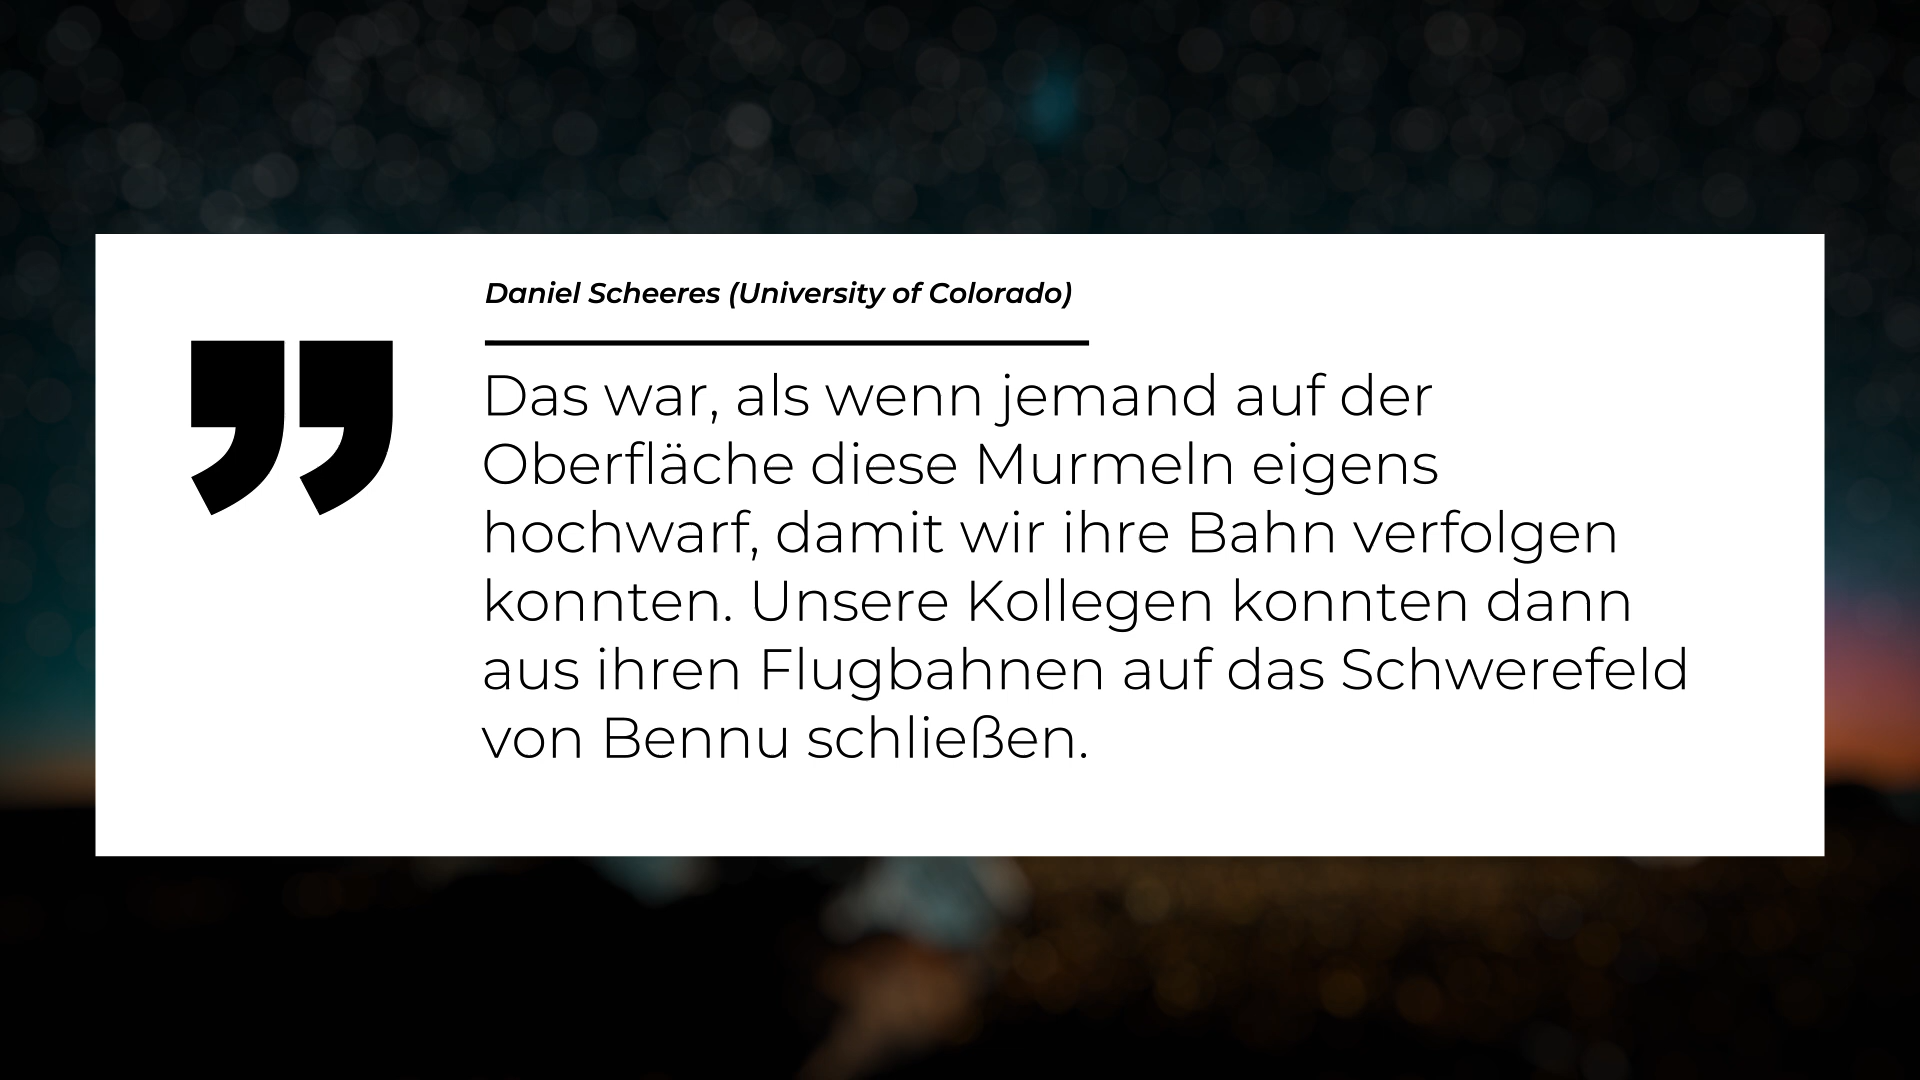 Daniel Scheeres (University of Colorado)
”
Das war, als wenn jemand auf der
Oberfläche diese Murmeln eigens
hochwarf, damit wir ihre Bahn verfolgen
konnten. Unsere Kollegen konnten dann
aus ihren Flugbahnen auf das Schwerefeld
von Bennu schließen.